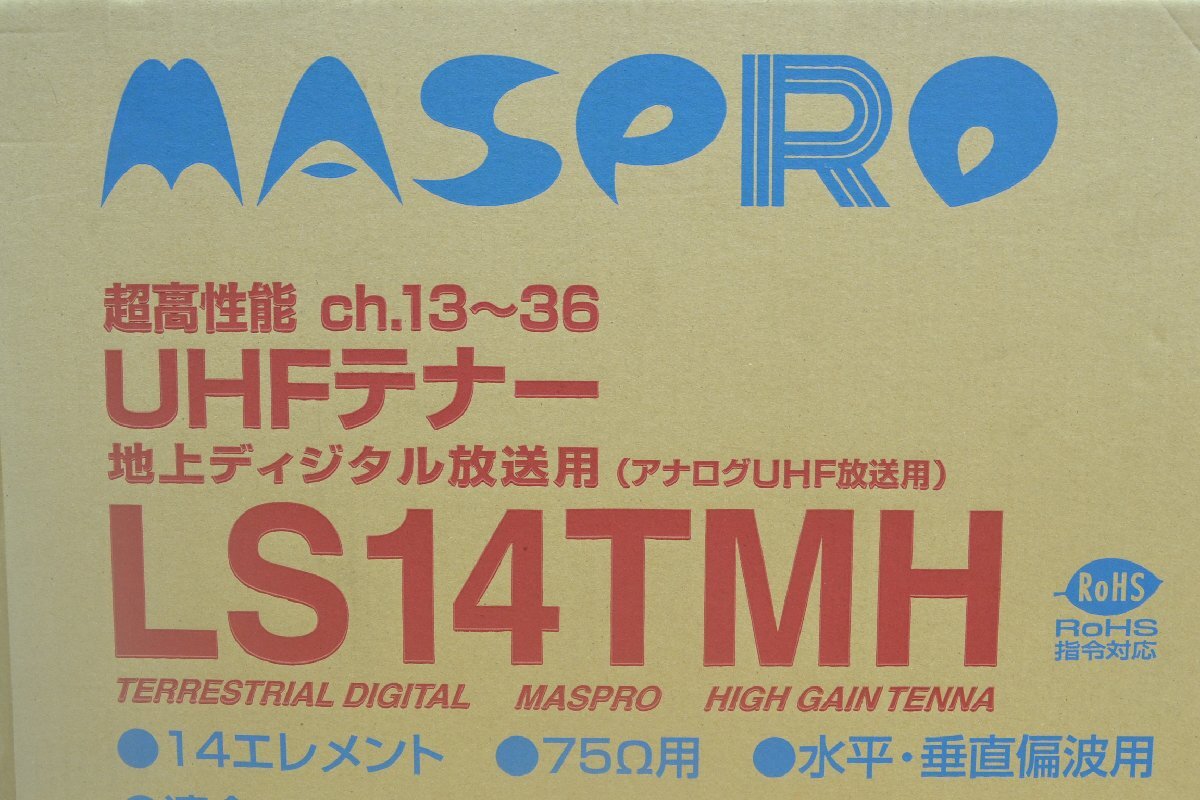 MASPRO
超高性能 ch.13〜36
UHFテナー
地上ディジタル放送用（アナログUHF放送用）
LS14TMH
RoHS
RoHS
指令対応
TERRESTRIAL DIGITAL MASPRO HIGH GAIN TENNA
●14エレメント ●75Ω用 ●水平・垂直偏波用